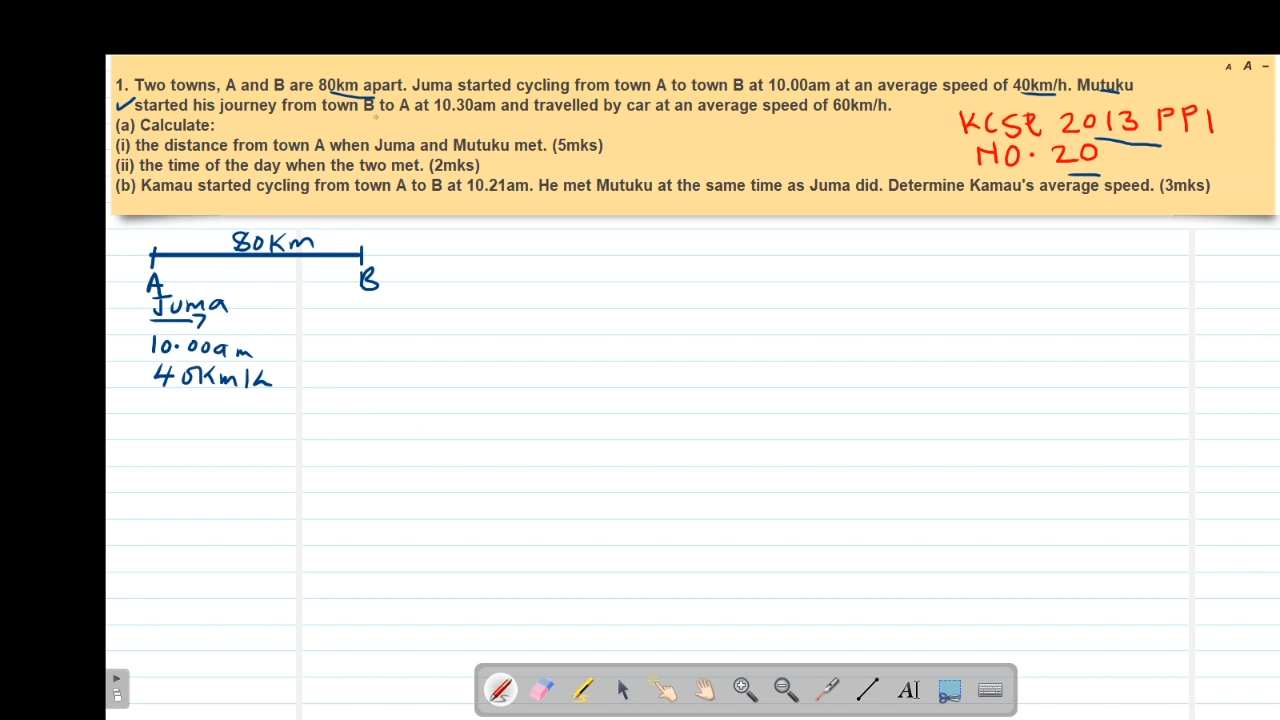 1. Two towns, A and B are 80km apart. Juma started cycling from town A to town B at 10.00am at an average speed of 40km/h. Mutuku
started his journey from town B to A at 10.30am and travelled by car at an average speed of 60km/h.
(a) Calculate:
(i) the distance from town A when Juma and Mutuku met. (5mks)
(ii) the time of the day when the two met. (2mks)
(b) Kamau started cycling from town A to B at 10.21am. He met Mutuku at the same time as Juma did. Determine Kamau's average speed. (3mks)
A A –
KCSE 2013 PP1
NO. 20
80Km
A B
Juma
10.00am
40Km/h
AI